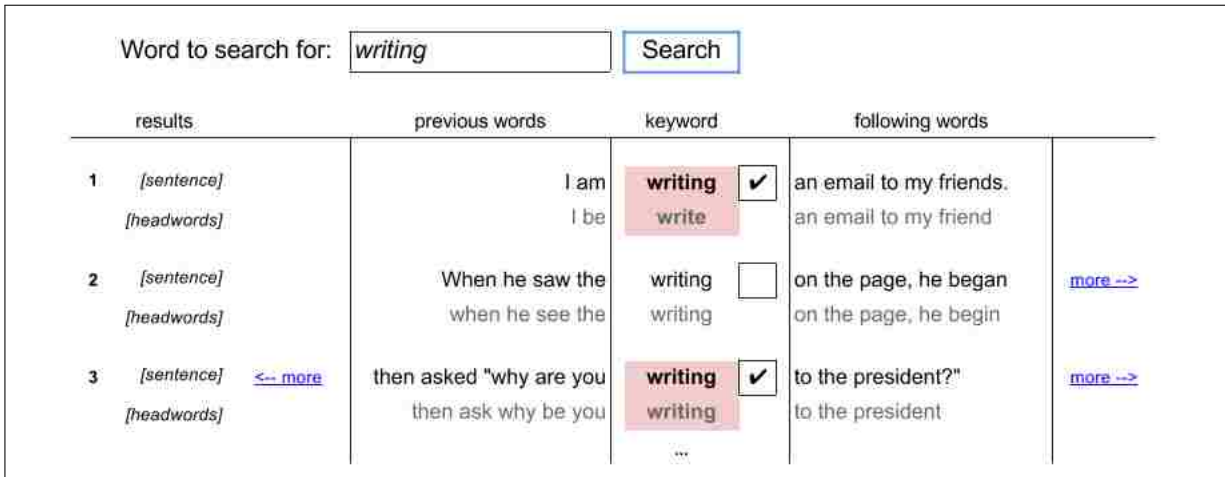 Word to search for: writing Search
results previous words keyword following words
1 [sentence] I am writing ✔ an email to my friends.
[headwords] I be write an email to my friend
2 [sentence] When he saw the writing on the page, he began more -->
[headwords] when he see the writing on the page, he begin
3 [sentence] <-- more then asked "why are you writing ✔ to the president?" more -->
[headwords] then ask why be you writing to the president
...